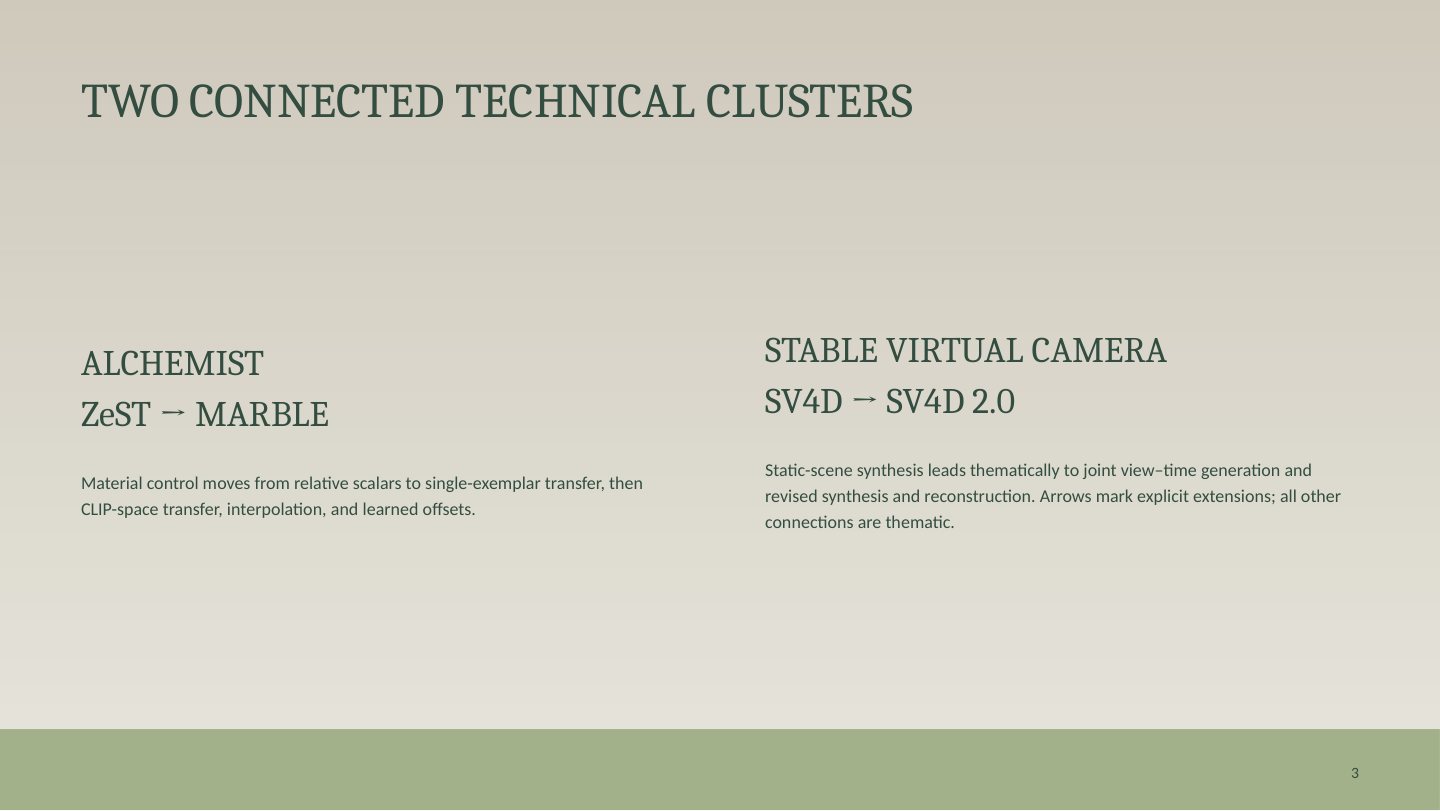 TWO CONNECTED TECHNICAL CLUSTERS
ALCHEMIST
ZeST → MARBLE
Material control moves from relative scalars to single-exemplar transfer, then
CLIP-space transfer, interpolation, and learned offsets.
STABLE VIRTUAL CAMERA
SV4D → SV4D 2.0
Static-scene synthesis leads thematically to joint view–time generation and
revised synthesis and reconstruction. Arrows mark explicit extensions; all other
connections are thematic.
3